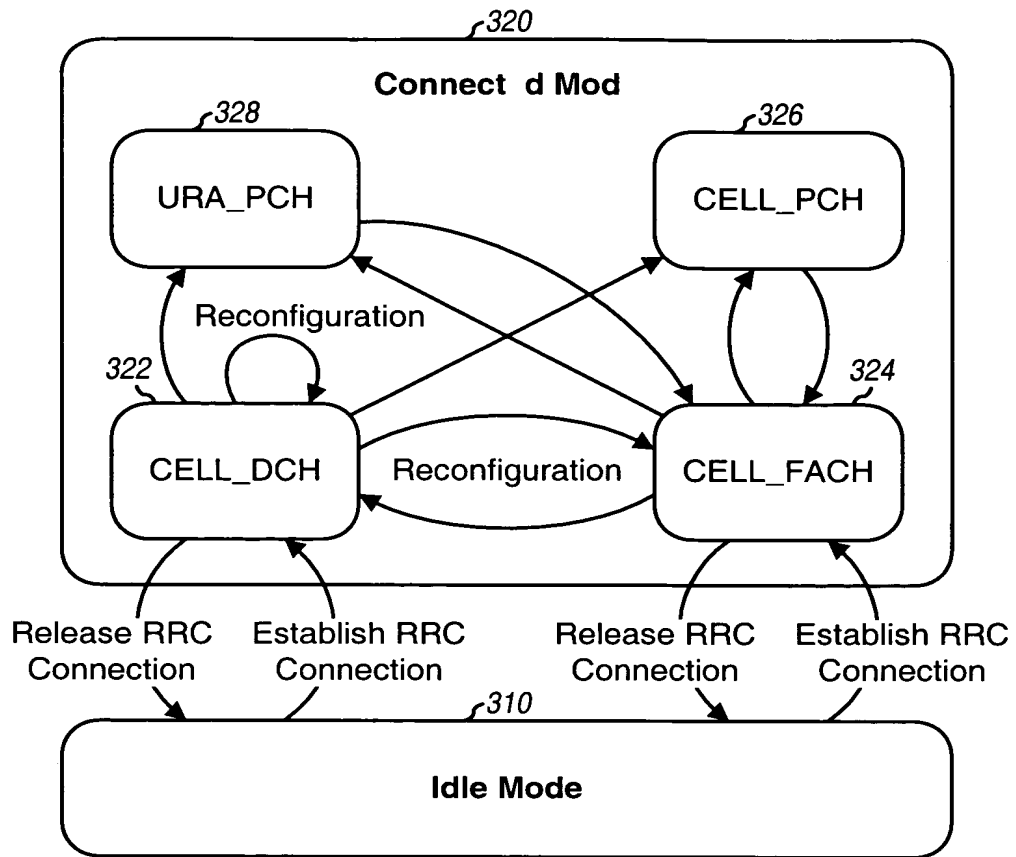 320
Connect d Mod
328
326
URA_PCH
CELL_PCH
Reconfiguration
322
324
CELL_DCH
Reconfiguration
CELL_FACH
Release RRC
Connection
Establish RRC
Connection
Release RRC
Connection
Establish RRC
Connection
310
Idle Mode